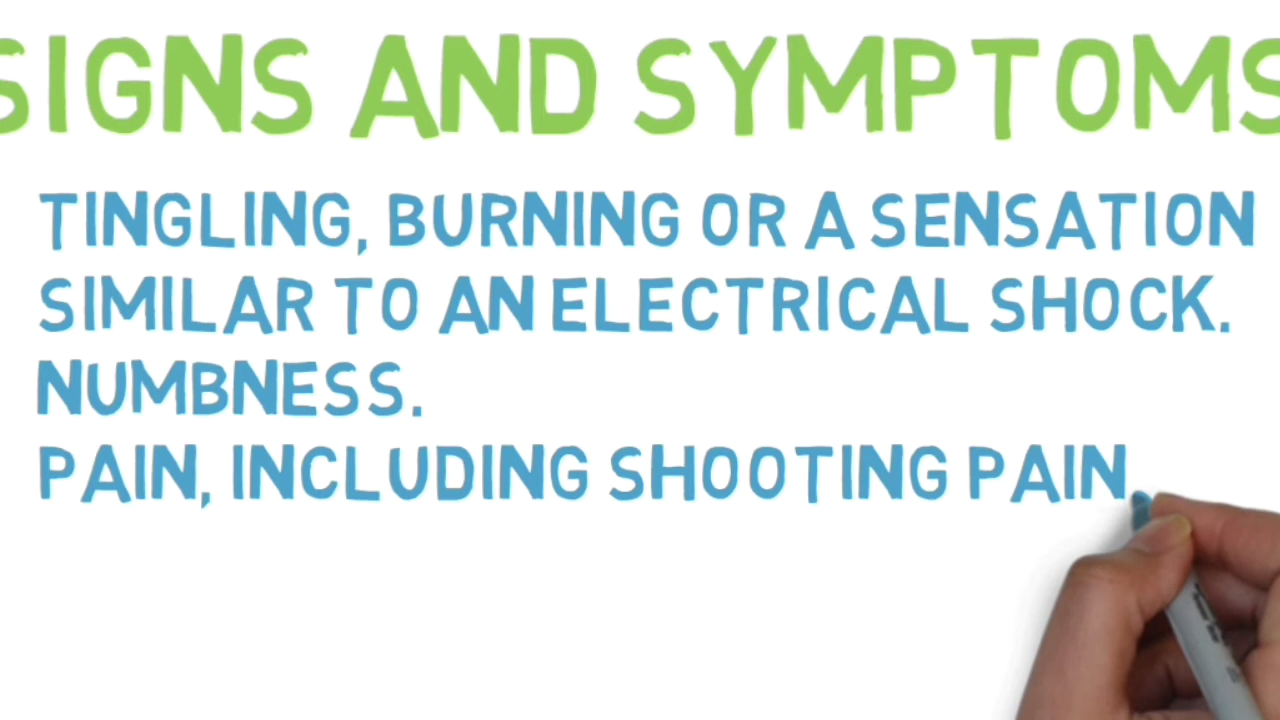 SIGNS AND SYMPTOMS
TINGLING, BURNING OR A SENSATION
SIMILAR TO AN ELECTRICAL SHOCK.
NUMBNESS.
PAIN, INCLUDING SHOOTING PAIN